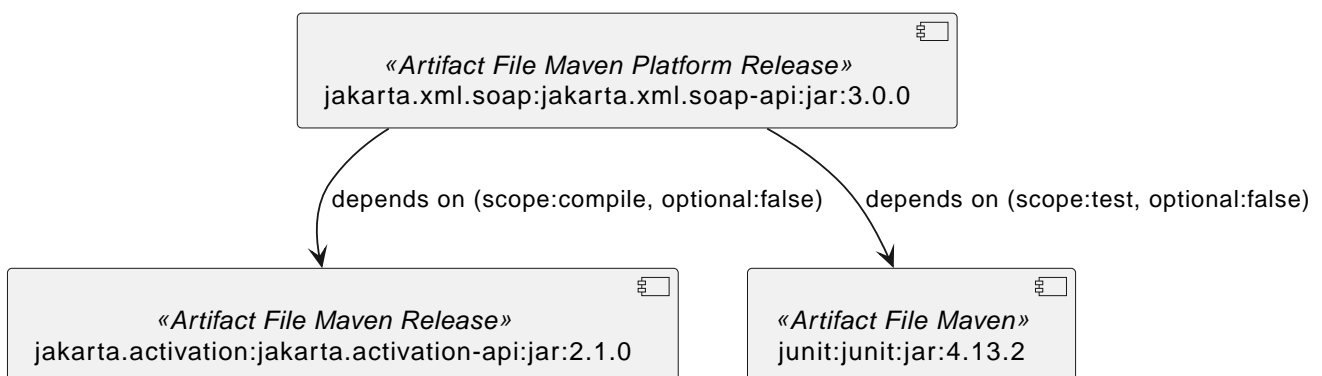 «Artifact File Maven Platform Release»
jakarta.xml.soap:jakarta.xml.soap-api:jar:3.0.0
depends on (scope:compile, optional:false)
depends on (scope:test, optional:false)
«Artifact File Maven Release»
jakarta.activation:jakarta.activation-api:jar:2.1.0
«Artifact File Maven»
junit:junit:jar:4.13.2